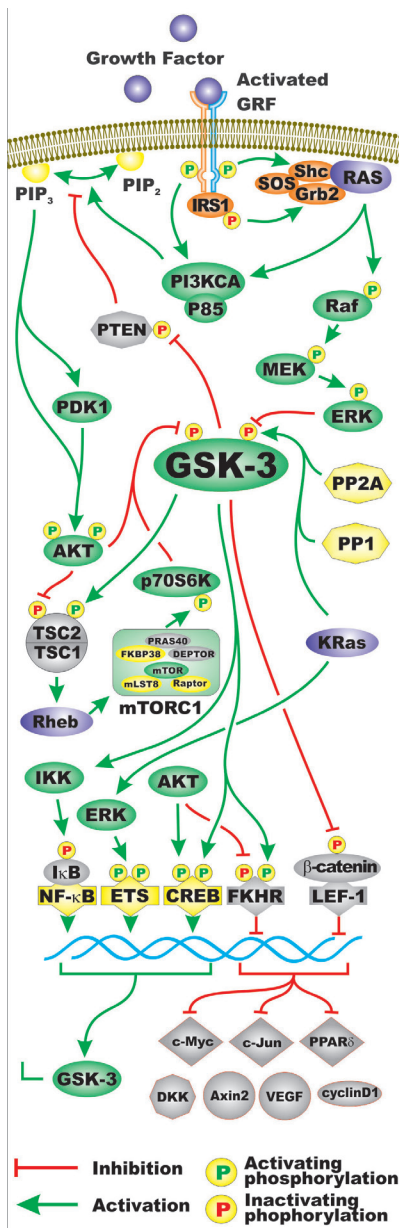 Growth Factor
Activated
GRF
PIP3
PIP2
P
P
IRS1
P
SOS
Shc
Grb2
RAS
PI3KCA
P85
P
Raf
PTEN
P
P
MEK
P
ERK
PDK1
P
P
GSK-3
PP2A
PP1
P
P
AKT
p70S6K
P
P
P
TSC2
TSC1
KRas
PRAS40
FKBP38
DEPTOR
mTOR
mLST8
Raptor
mTORC1
Rheb
IKK
AKT
ERK
P
IκB
NF-κB
P
P
ETS
P
P
CREB
P
P
FKHR
P
β-catenin
LEF-1
c-Myc
c-Jun
PPARδ
GSK-3
DKK
Axin2
VEGF
cyclinD1
Inhibition
P
Activating
phosphorylation
Activation
P
Inactivating
phophorylation